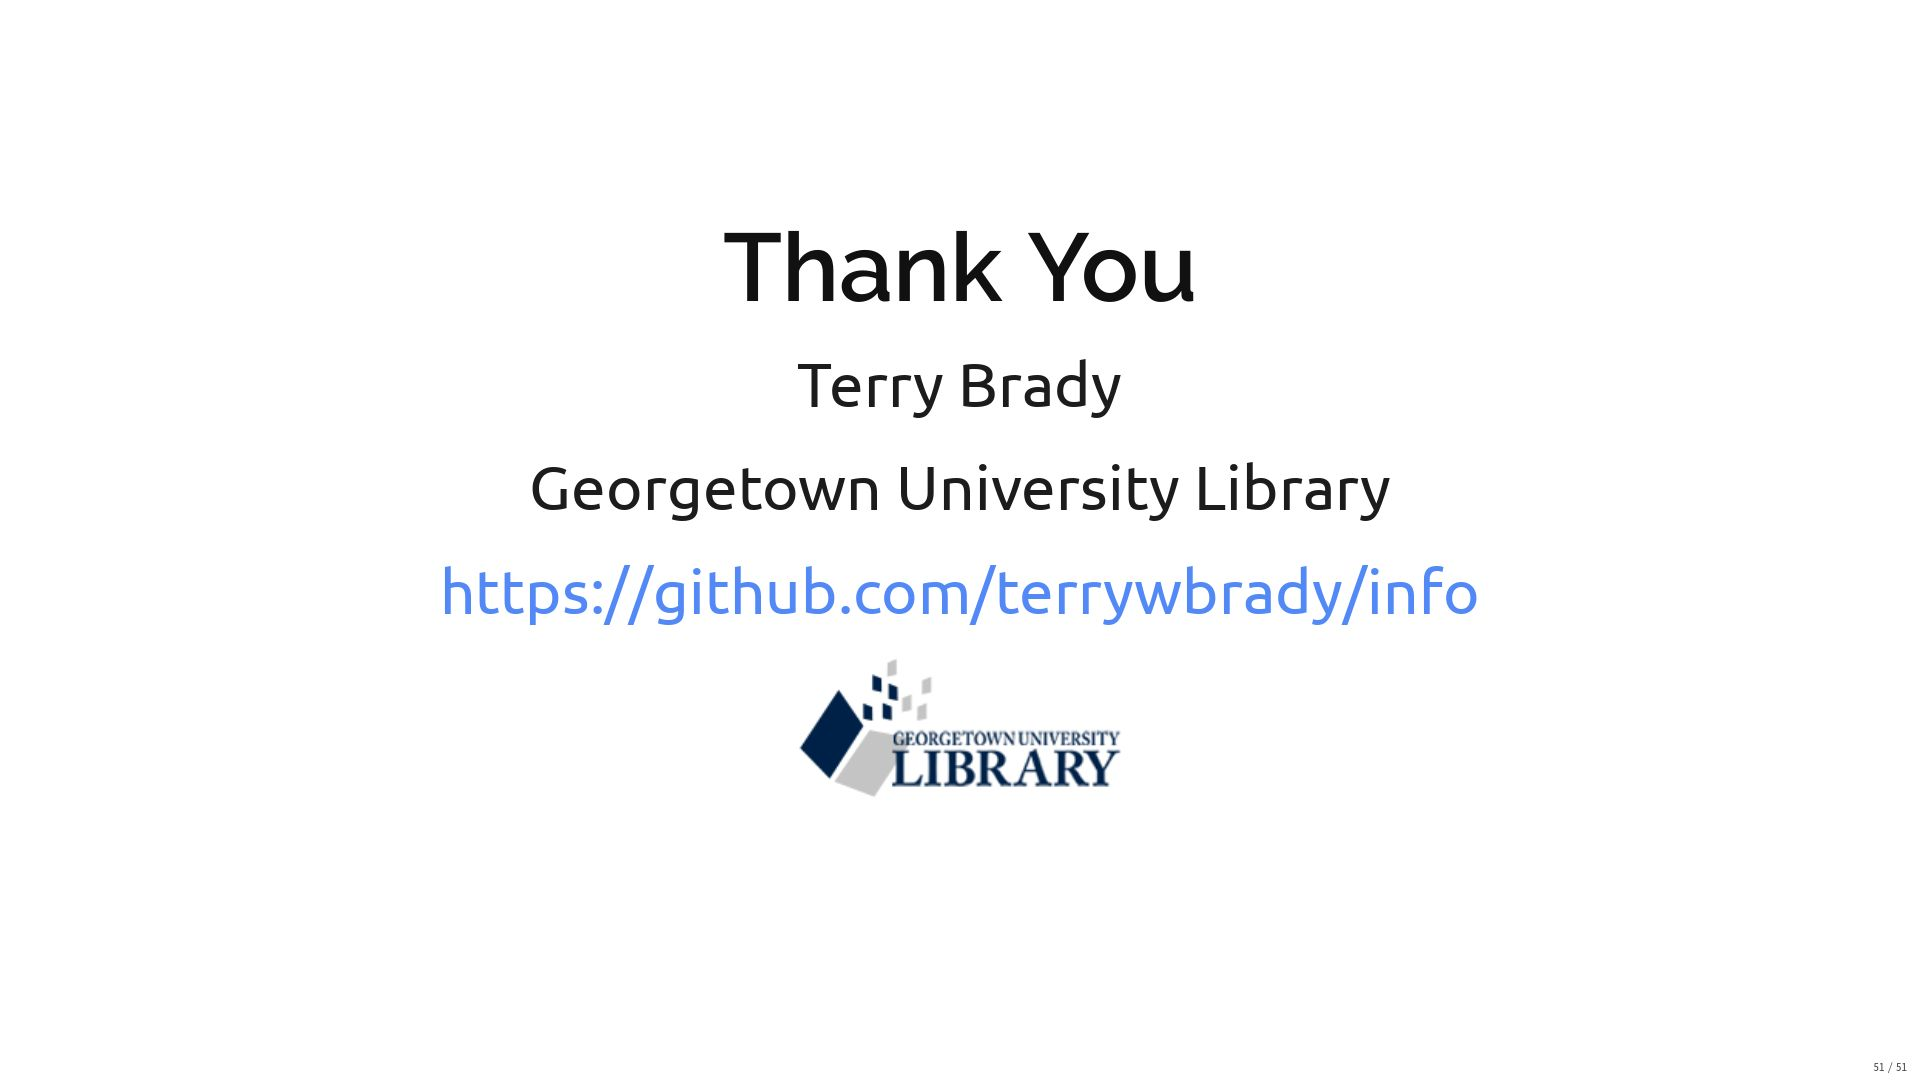 Thank You
Terry Brady
Georgetown University Library
https://github.com/terrywbrady/info
GEORGETOWN UNIVERSITY
LIBRARY
51 / 51